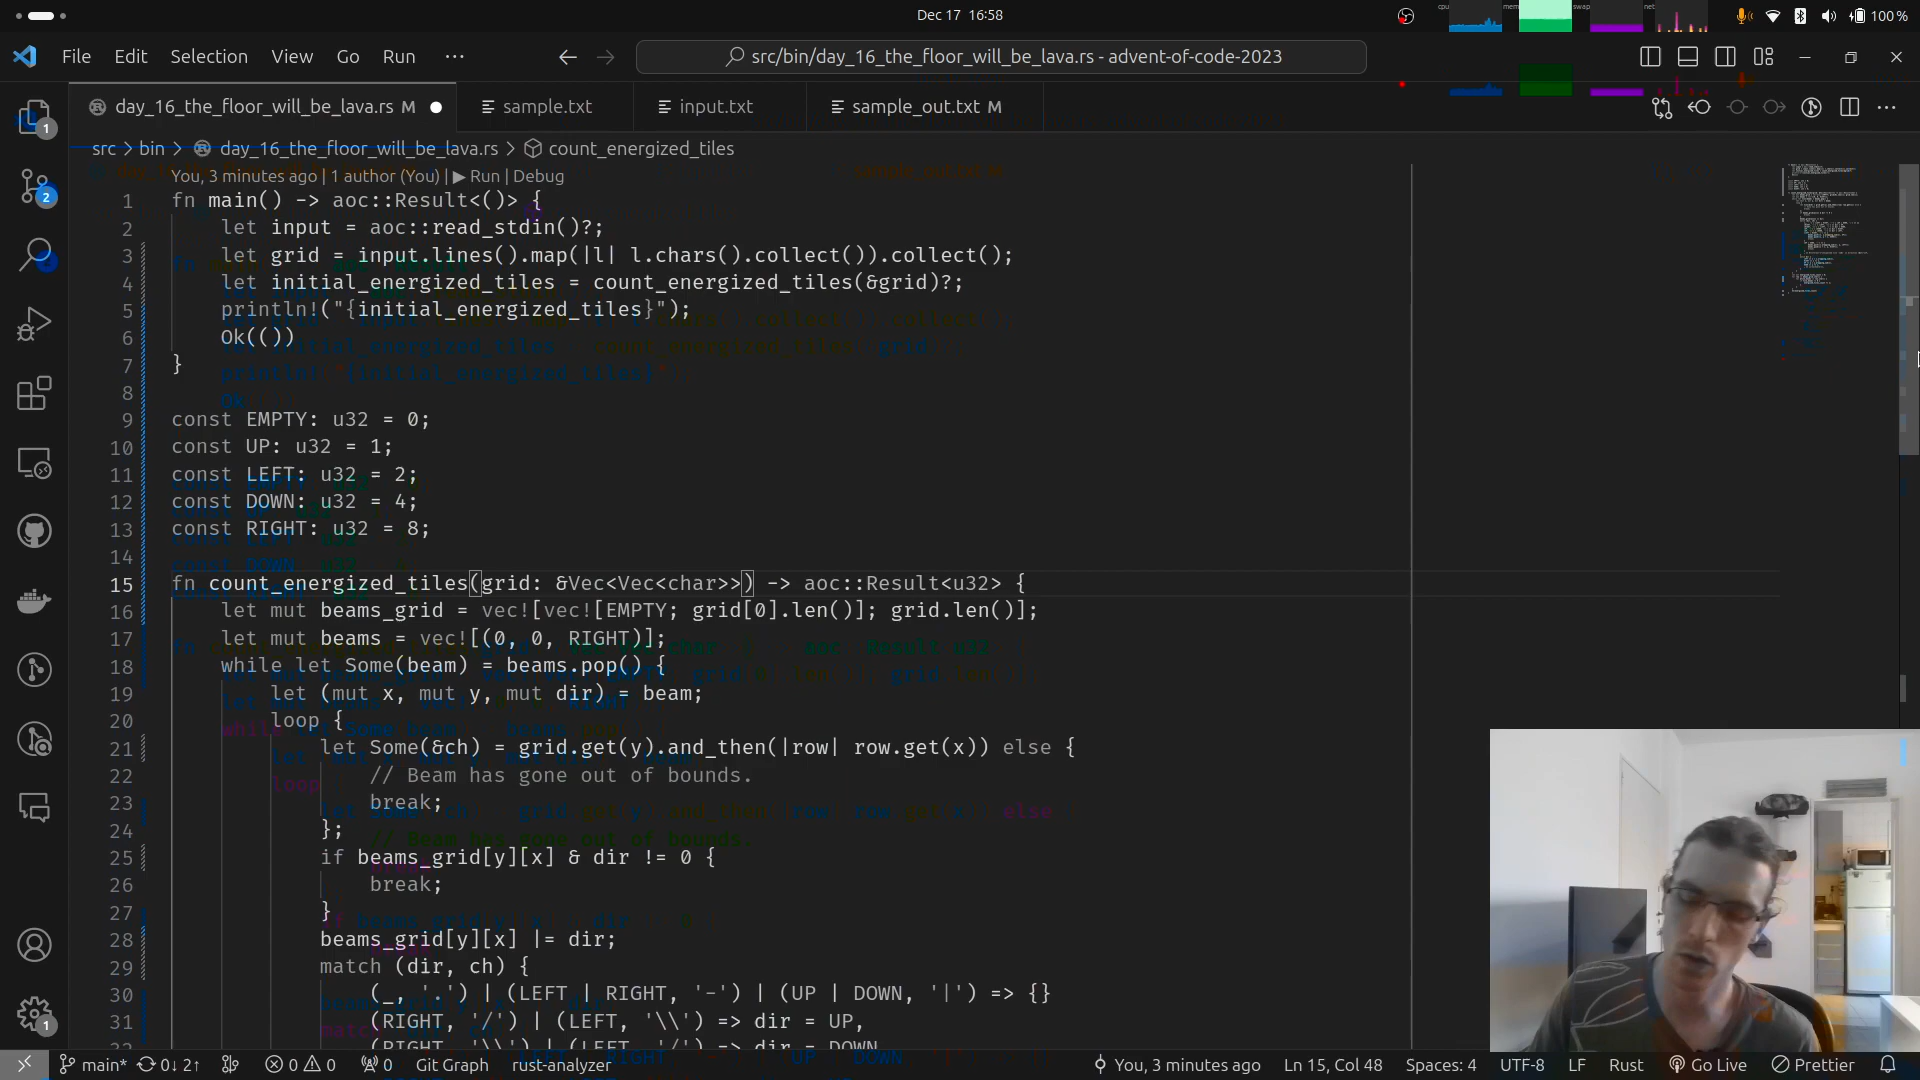 Dec 17 16:58
cpu mem swap net 100 %
File Edit Selection View Go Run ··· src/bin/day_16_the_floor_will_be_lava.rs - advent-of-code-2023
day_16_the_floor_will_be_lava.rs M sample.txt input.txt sample_out.txt M
src > bin > day_16_the_floor_will_be_lava.rs > count_energized_tiles
You, 3 minutes ago | 1 author (You) | ▶ Run | Debug
1 fn main() -> aoc::Result<()> {
2 let input = aoc::read_stdin()?;
3 let grid = input.lines().map(|l| l.chars().collect()).collect();
4 let initial_energized_tiles = count_energized_tiles(&grid)?;
5 println!("{initial_energized_tiles}");
6 Ok(())
7 }
8
9 const EMPTY: u32 = 0;
10 const UP: u32 = 1;
11 const LEFT: u32 = 2;
12 const DOWN: u32 = 4;
13 const RIGHT: u32 = 8;
14
15 fn count_energized_tiles(grid: &Vec<Vec<char>>) -> aoc::Result<u32> {
16 let mut beams_grid = vec![vec![EMPTY; grid[0].len()]; grid.len()];
17 let mut beams = vec![(0, 0, RIGHT)];
18 while let Some(beam) = beams.pop() {
19 let (mut x, mut y, mut dir) = beam;
20 loop {
21 let Some(&ch) = grid.get(y).and_then(|row| row.get(x)) else {
22 // Beam has gone out of bounds.
23 break;
24 };
25 if beams_grid[y][x] & dir != 0 {
26 break;
27 }
28 beams_grid[y][x] |= dir;
29 match (dir, ch) {
30 (_, '.') | (LEFT | RIGHT, '-') | (UP | DOWN, '|') => {}
31 (RIGHT, '/') | (LEFT, '\\') => dir = UP,
32 (RIGHT, '\\') | (LEFT, '/') => dir = DOWN
1
2
1
main* 0↓ 2↑ 0 0 0 Git Graph rust-analyzer You, 3 minutes ago Ln 15, Col 48 Spaces: 4 UTF-8 LF Rust Go Live Prettier